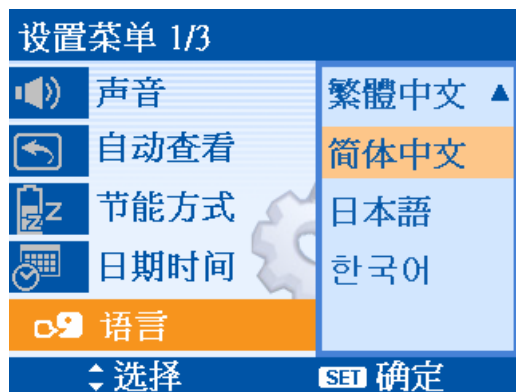 设置菜单 1/3
声音
自动查看
节能方式
日期时间
语言
繁體中文
简体中文
日本語
한국어
选择
SET 确定